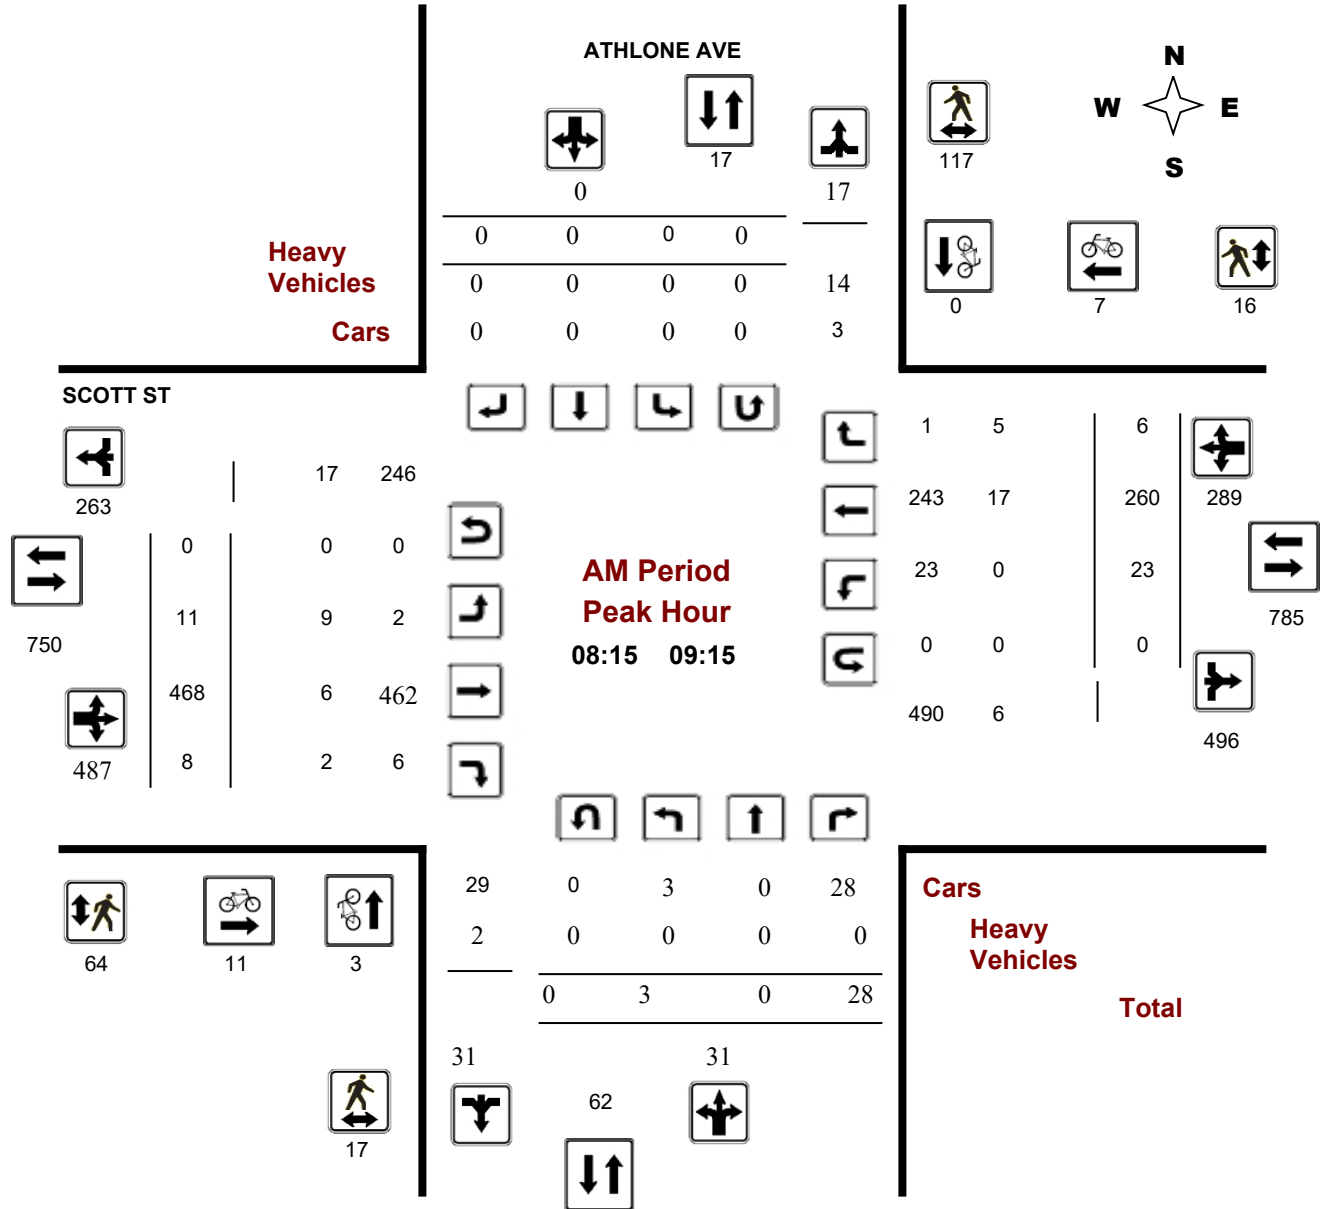 ATHLONE AVE
N
W E
S
17
117
0 17
0 0 0 0
Heavy
Vehicles
0 0 0 0 14
0 7 16
Cars
0 0 0 0 3
SCOTT ST
1 5 6
17 246
263
243 17 260 289
0 0 0
AM Period
23 0 23
Peak Hour
11 9 2
785
750
08:15 09:15
0 0 0
468 6 462
490 6
496
487 8 2 6
29 0 3 0 28
Cars
2 0 0 0 0
Heavy
Vehicles
64 11 3
0 3 0 28
Total
31 31
62
17